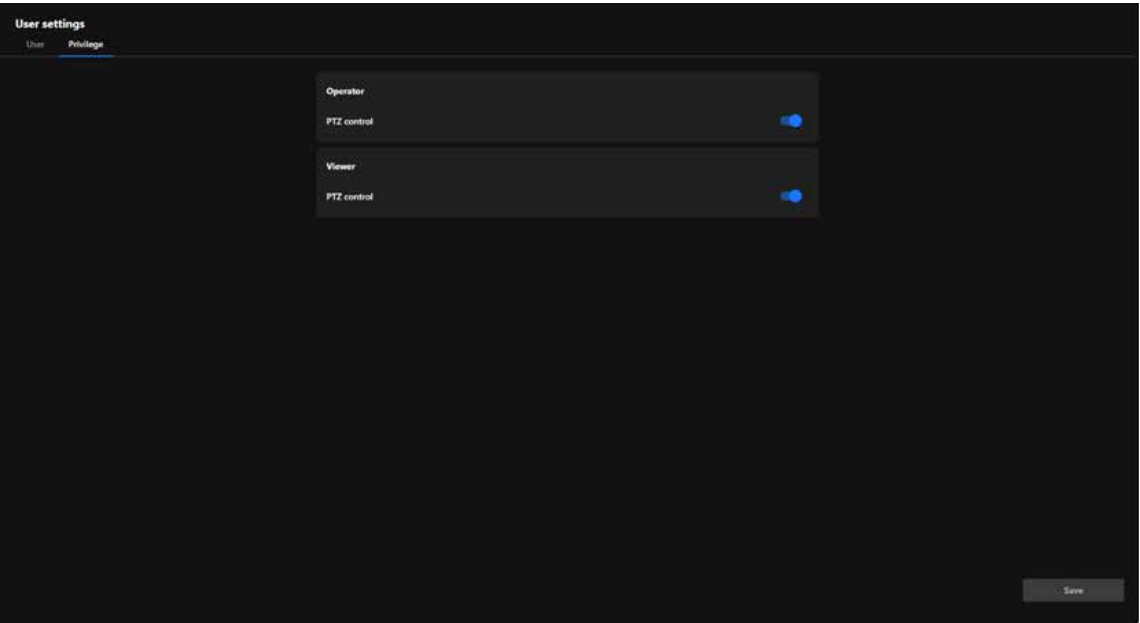 User settings
User Privilege
Operator
PTZ control
Viewer
PTZ control
Save